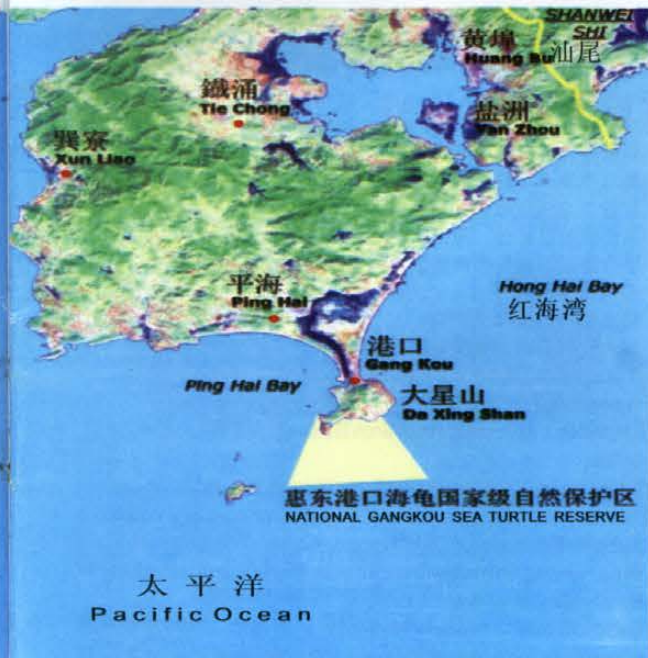 SHANWEI
SHI
汕尾
黄埠
Huang Bu
鐵涌
Tie Chong
盐洲
Yan Zhou
巽寮
Xun Liao
平海
Ping Hai
Hong Hai Bay
红海湾
港口
Gang Kou
Ping Hai Bay
大星山
Da Xing Shan
惠东港口海龟国家级自然保护区
NATIONAL GANGKOU SEA TURTLE RESERVE
太平洋
Pacific Ocean